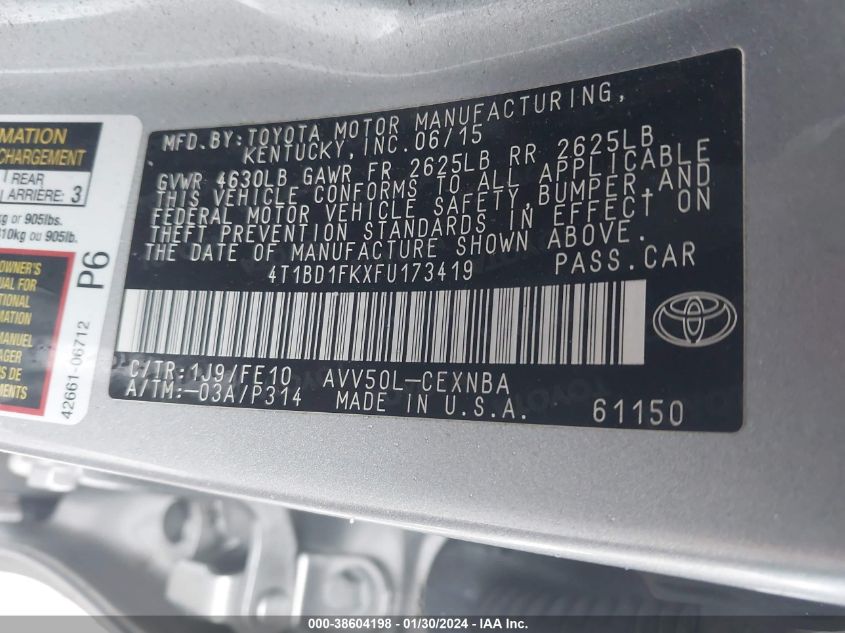 MATION
CHARGEMENT
REAR
ARRIÈRE: 3
kg or 905lbs.
10kg ou 905lb.
P6
OWNER'S
UAL FOR
TIONAL
MATION
MANUEL
AGER
S DE
MENTS
42661-06712
MFD.BY:TOYOTA MOTOR MANUFACTURING,
KENTUCKY, INC.06/15
GVWR 4630LB GAWR FR 2625LB RR 2625LB
THIS VEHICLE CONFORMS TO ALL APPLICABLE
FEDERAL MOTOR VEHICLE SAFETY,BUMPER,AND
THEFT PREVENTION STANDARDS IN EFFECT ON
THE DATE OF MANUFACTURE SHOWN ABOVE.
4T1BD1FKXFU173419 PASS.CAR
C/TR:1J9/FE10 AVV50L-CEXNBA
A/TM:-03A/P314 MADE IN U.S.A. 61150
000-38604198 - 01/30/2024 - IAA Inc.